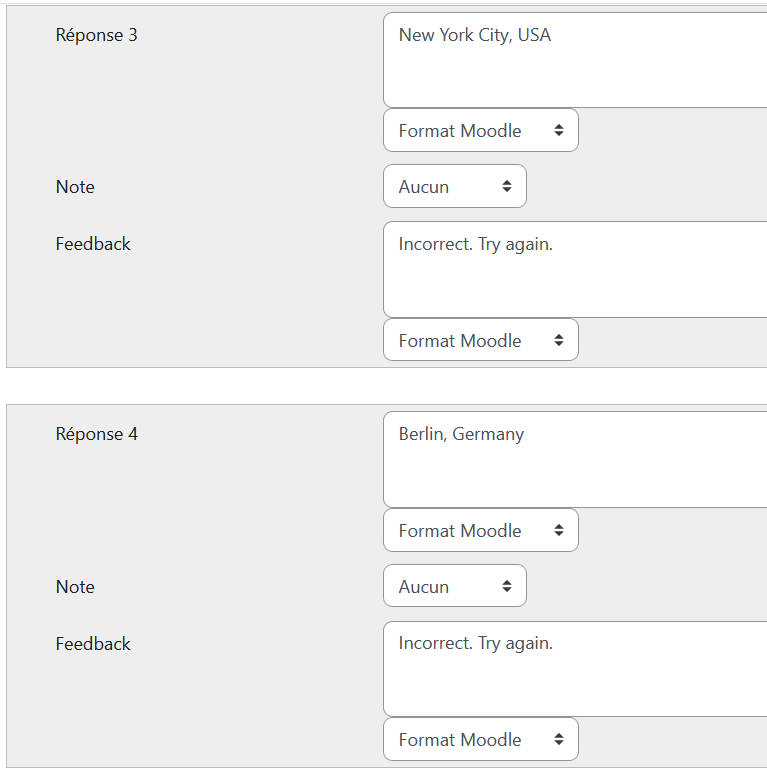 Réponse 3
New York City, USA
Format Moodle
Note
Aucun
Feedback
Incorrect. Try again.
Format Moodle
Réponse 4
Berlin, Germany
Format Moodle
Note
Aucun
Feedback
Incorrect. Try again.
Format Moodle